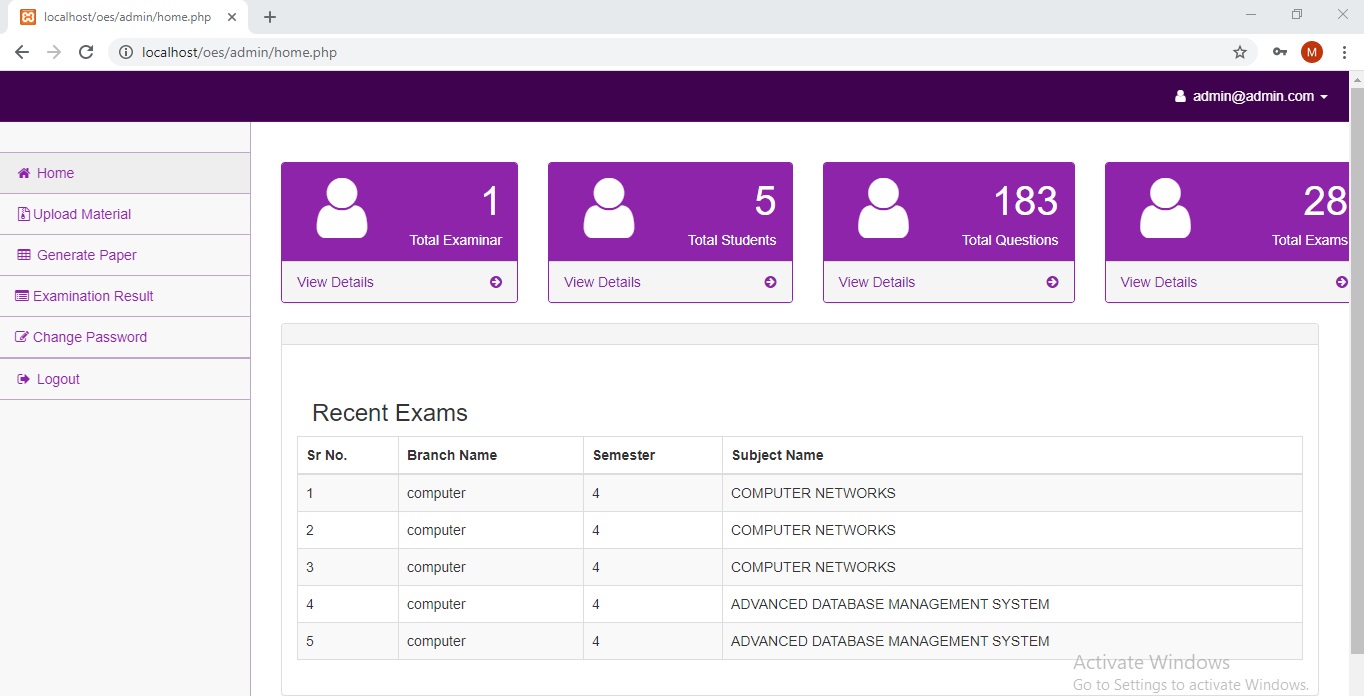 localhost/oes/admin/home.php
localhost/oes/admin/home.php
M
admin@admin.com
Home
Upload Material
Generate Paper
Examination Result
Change Password
Logout
1
Total Examinar
View Details
5
Total Students
View Details
183
Total Questions
View Details
28
Total Exams
View Details
Recent Exams
Sr No. Branch Name Semester Subject Name
1 computer 4 COMPUTER NETWORKS
2 computer 4 COMPUTER NETWORKS
3 computer 4 COMPUTER NETWORKS
4 computer 4 ADVANCED DATABASE MANAGEMENT SYSTEM
5 computer 4 ADVANCED DATABASE MANAGEMENT SYSTEM
Activate Windows
Go to Settings to activate Windows.